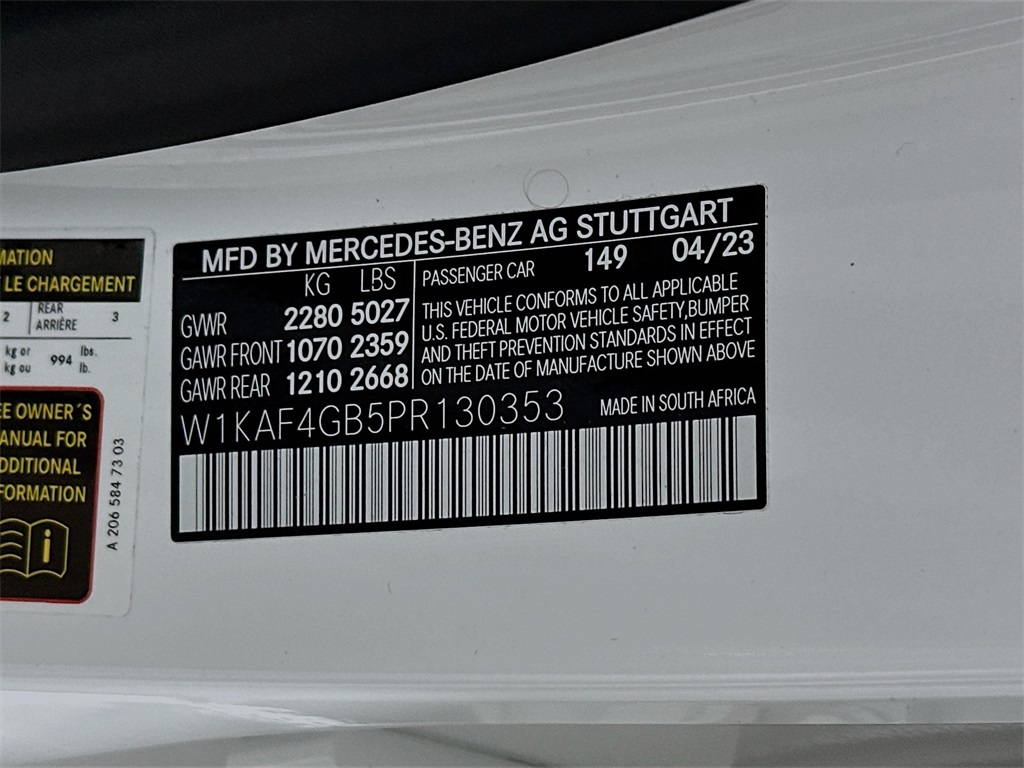 MATION
LE CHARGEMENT
2 REAR ARRIÈRE 3
kg or kg ou 994 lbs. lb.
EE OWNER´S
ANUAL FOR
DDITIONAL
FORMATION
A 206 584 73 03
MFD BY MERCEDES-BENZ AG STUTTGART
KG LBS
GVWR 2280 5027
GAWR FRONT 1070 2359
GAWR REAR 1210 2668
PASSENGER CAR 149 04/23
THIS VEHICLE CONFORMS TO ALL APPLICABLE
U.S. FEDERAL MOTOR VEHICLE SAFETY,BUMPER
AND THEFT PREVENTION STANDARDS IN EFFECT
ON THE DATE OF MANUFACTURE SHOWN ABOVE
W1KAF4GB5PR130353 MADE IN SOUTH AFRICA